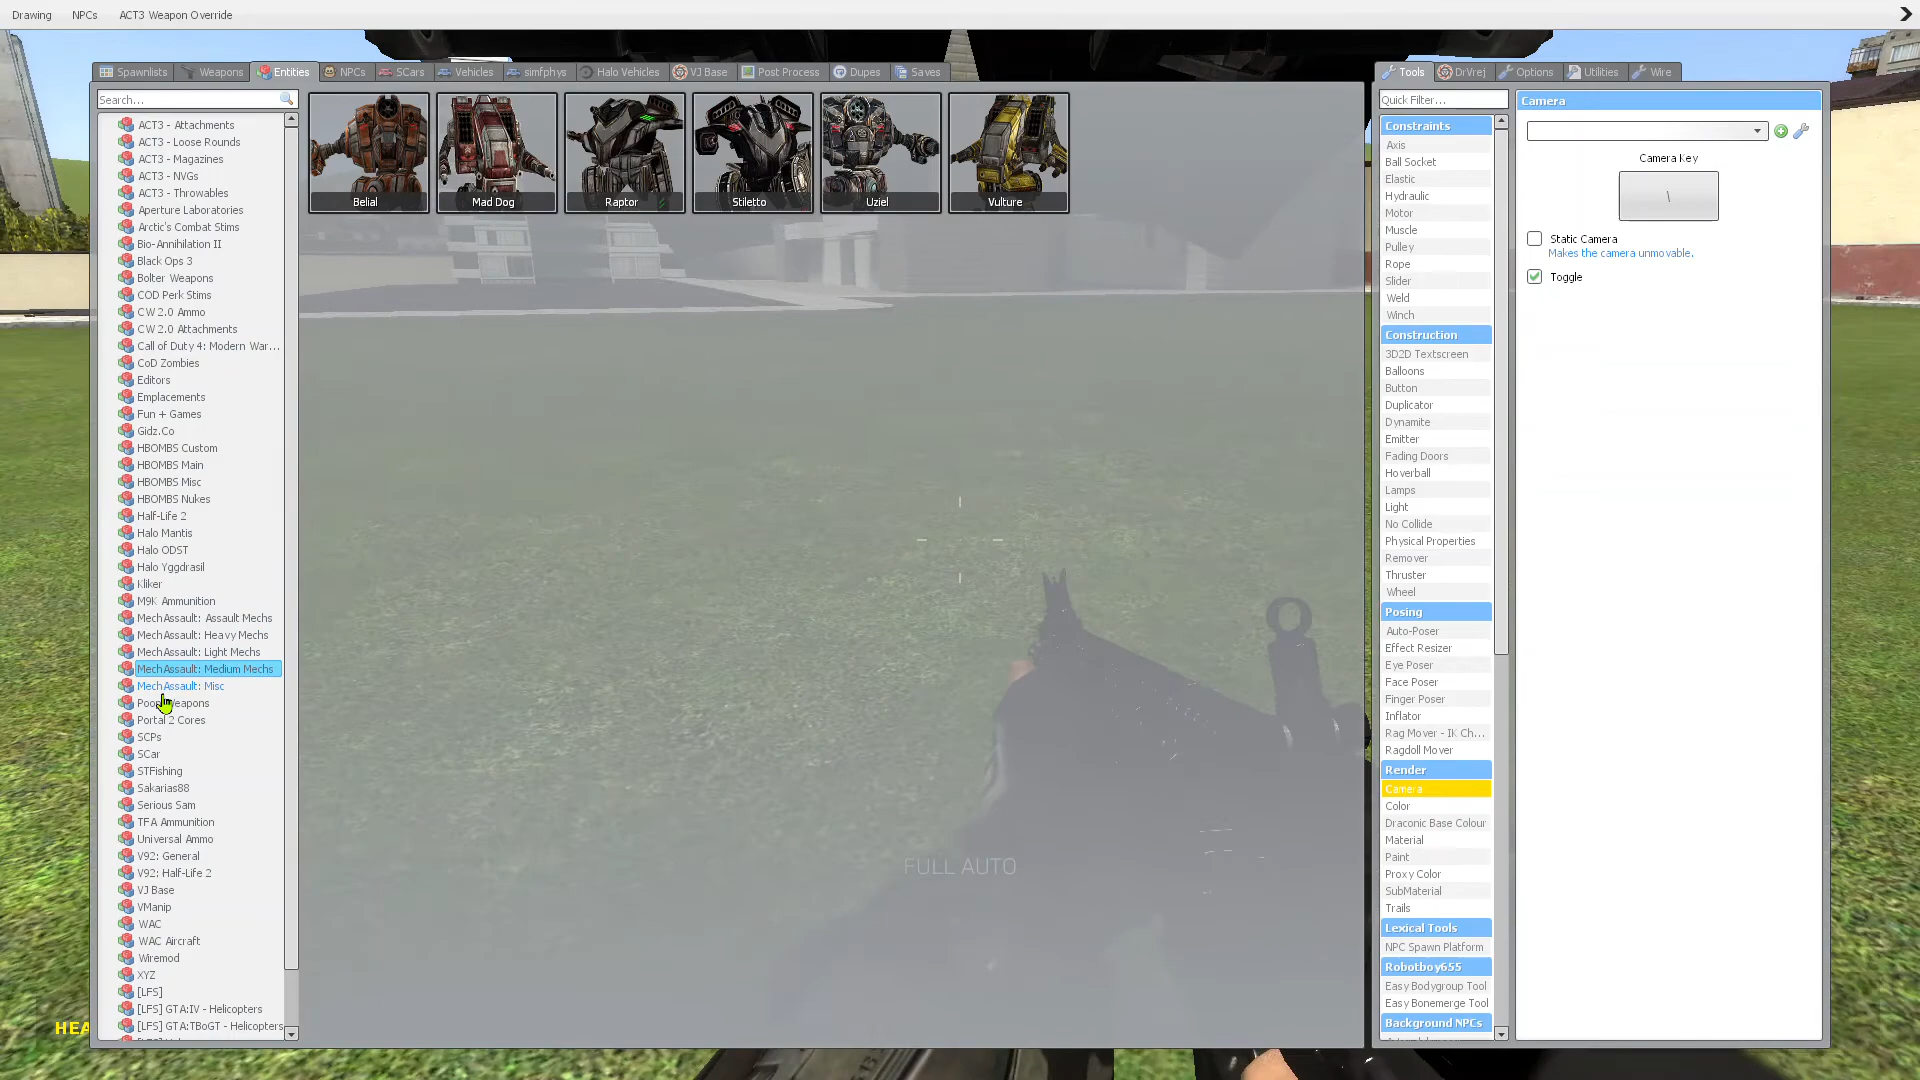 Drawing NPCs ACT3 Weapon Override
Spawnlists Weapons Entities NPCs SCars Vehicles simfphys Halo Vehicles VJ Base Post Process Dupes Saves
Tools DrVrej Options Utilities Wire
Search...
ACT3 - Attachments
ACT3 - Loose Rounds
ACT3 - Magazines
ACT3 - NVGs
ACT3 - Throwables
Aperture Laboratories
Arctic's Combat Stims
Bio-Annihilation II
Black Ops 3
Bolter Weapons
COD Perk Stims
CW 2.0 Ammo
CW 2.0 Attachments
Call of Duty 4: Modern War...
CoD Zombies
Editors
Emplacements
Fun + Games
Gidz.Co
HBOMBS Custom
HBOMBS Main
HBOMBS Misc
HBOMBS Nukes
Half-Life 2
Halo Mantis
Halo ODST
Halo Yggdrasil
Kliker
M9K Ammunition
MechAssault: Assault Mechs
MechAssault: Heavy Mechs
MechAssault: Light Mechs
MechAssault: Medium Mechs
MechAssault: Misc
Weapons
Portal 2 Cores
SCPs
SCar
STFishing
Sakarias88
Serious Sam
TFA Ammunition
Universal Ammo
V92: General
V92: Half-Life 2
VJ Base
VManip
WAC
WAC Aircraft
Wiremod
XYZ
[LFS]
[LFS] GTA:IV - Helicopters
[LFS] GTA:TBoGT - Helicopters
HEA
Belial Mad Dog Raptor Stiletto Uziel Vulture
FULL AUTO
Quick Filter...
Constraints
Axis
Ball Socket
Elastic
Hydraulic
Motor
Muscle
Pulley
Rope
Slider
Weld
Winch
Construction
3D2D Textscreen
Balloons
Button
Duplicator
Dynamite
Emitter
Fading Doors
Hoverball
Lamps
Light
No Collide
Physical Properties
Remover
Thruster
Wheel
Posing
Auto-Poser
Effect Resizer
Eye Poser
Face Poser
Finger Poser
Inflator
Rag Mover - IK Ch...
Ragdoll Mover
Render
Camera
Color
Draconic Base Colour
Material
Paint
Proxy Color
SubMaterial
Trails
Lexical Tools
NPC Spawn Platform
Robotboy655
Easy Bodygroup Tool
Easy Bonemerge Tool
Background NPCs
Camera
Camera Key
\
Static Camera
Makes the camera unmovable.
Toggle